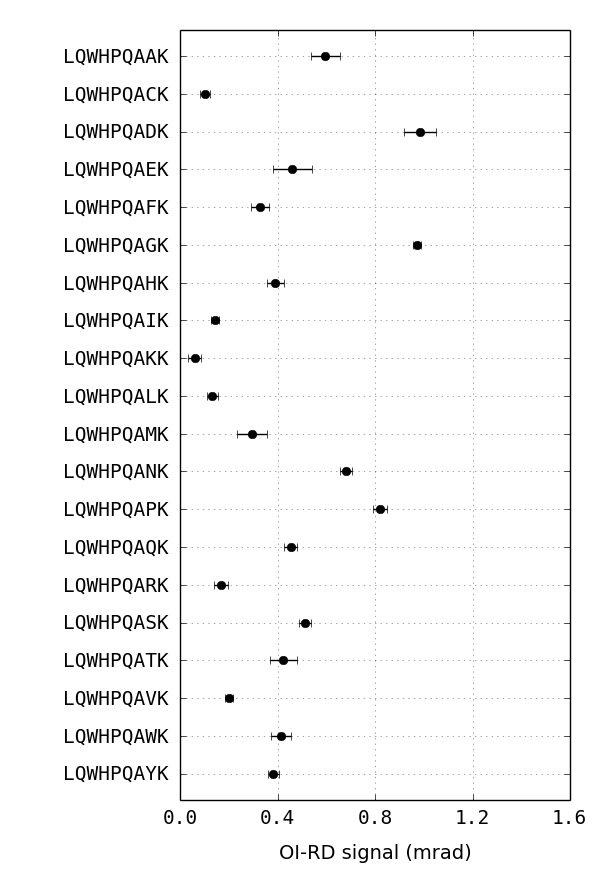 LQWHPQAAK
LQWHPQACK
LQWHPQADK
LQWHPQAEK
LQWHPQAFK
LQWHPQAGK
LQWHPQAHK
LQWHPQAIK
LQWHPQAKK
LQWHPQALK
LQWHPQAMK
LQWHPQANK
LQWHPQAPK
LQWHPQAQK
LQWHPQARK
LQWHPQASK
LQWHPQATK
LQWHPQAVK
LQWHPQAWK
LQWHPQAYK
0.0 0.4 0.8 1.2 1.6
OI-RD signal (mrad)